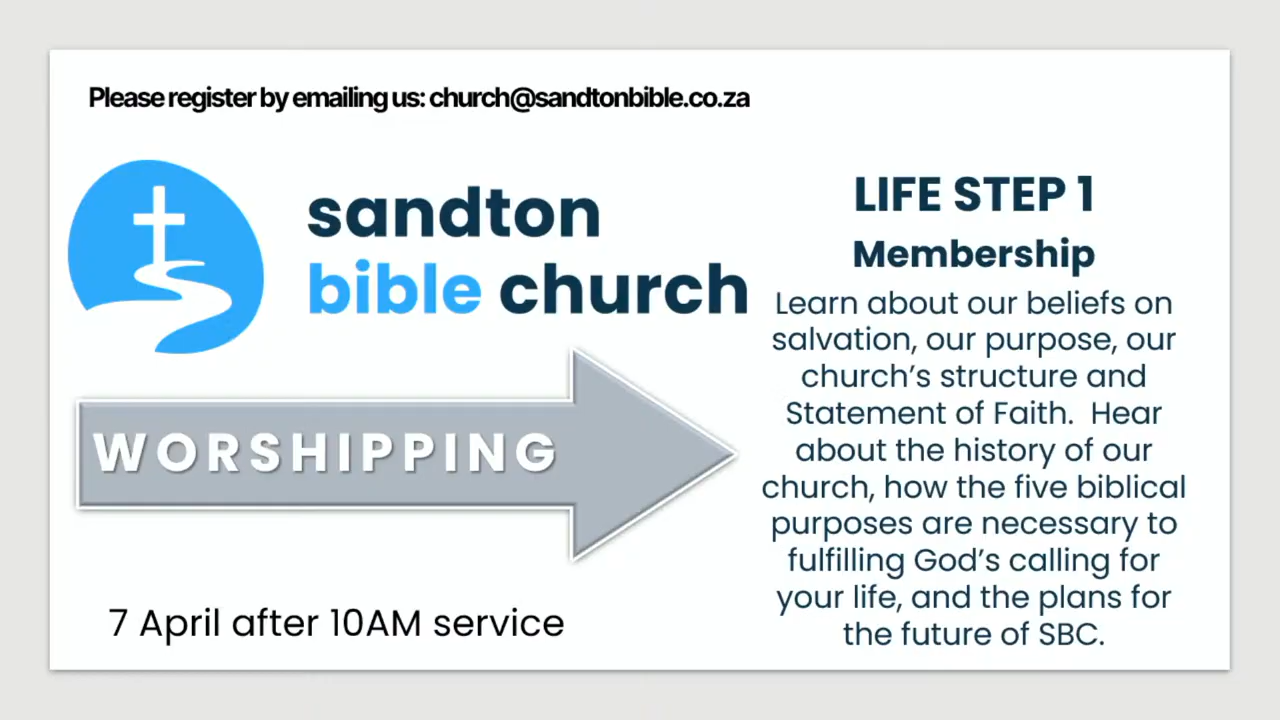 Please register by emailing us: church@sandtonbible.co.za
sandton
bible church
WORSHIPPING
7 April after 10AM service
LIFE STEP 1
Membership
Learn about our beliefs on
salvation, our purpose, our
church’s structure and
Statement of Faith.  Hear
about the history of our
church, how the five biblical
purposes are necessary to
fulfilling God’s calling for
your life, and the plans for
the future of SBC.